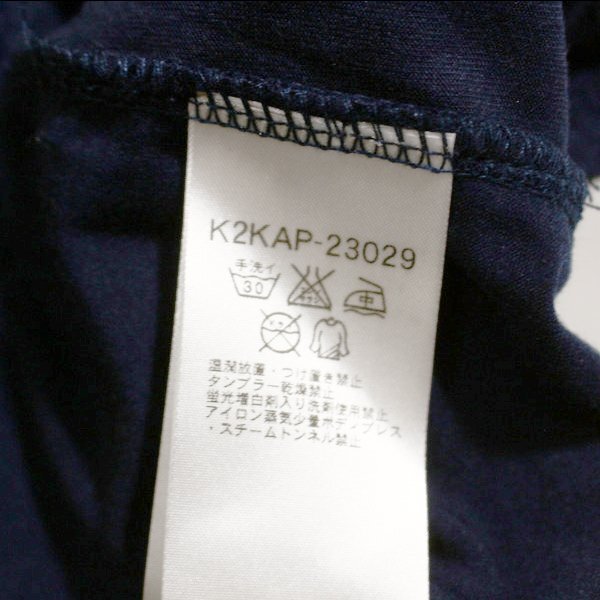 K2KAP-23029
手洗イ
30 中
湿潤放置・つけ置き禁止
タンブラー乾燥禁止
蛍光増白剤入り洗剤使用禁止
アイロン蒸気少量ボディプレス
・スチームトンネル禁止